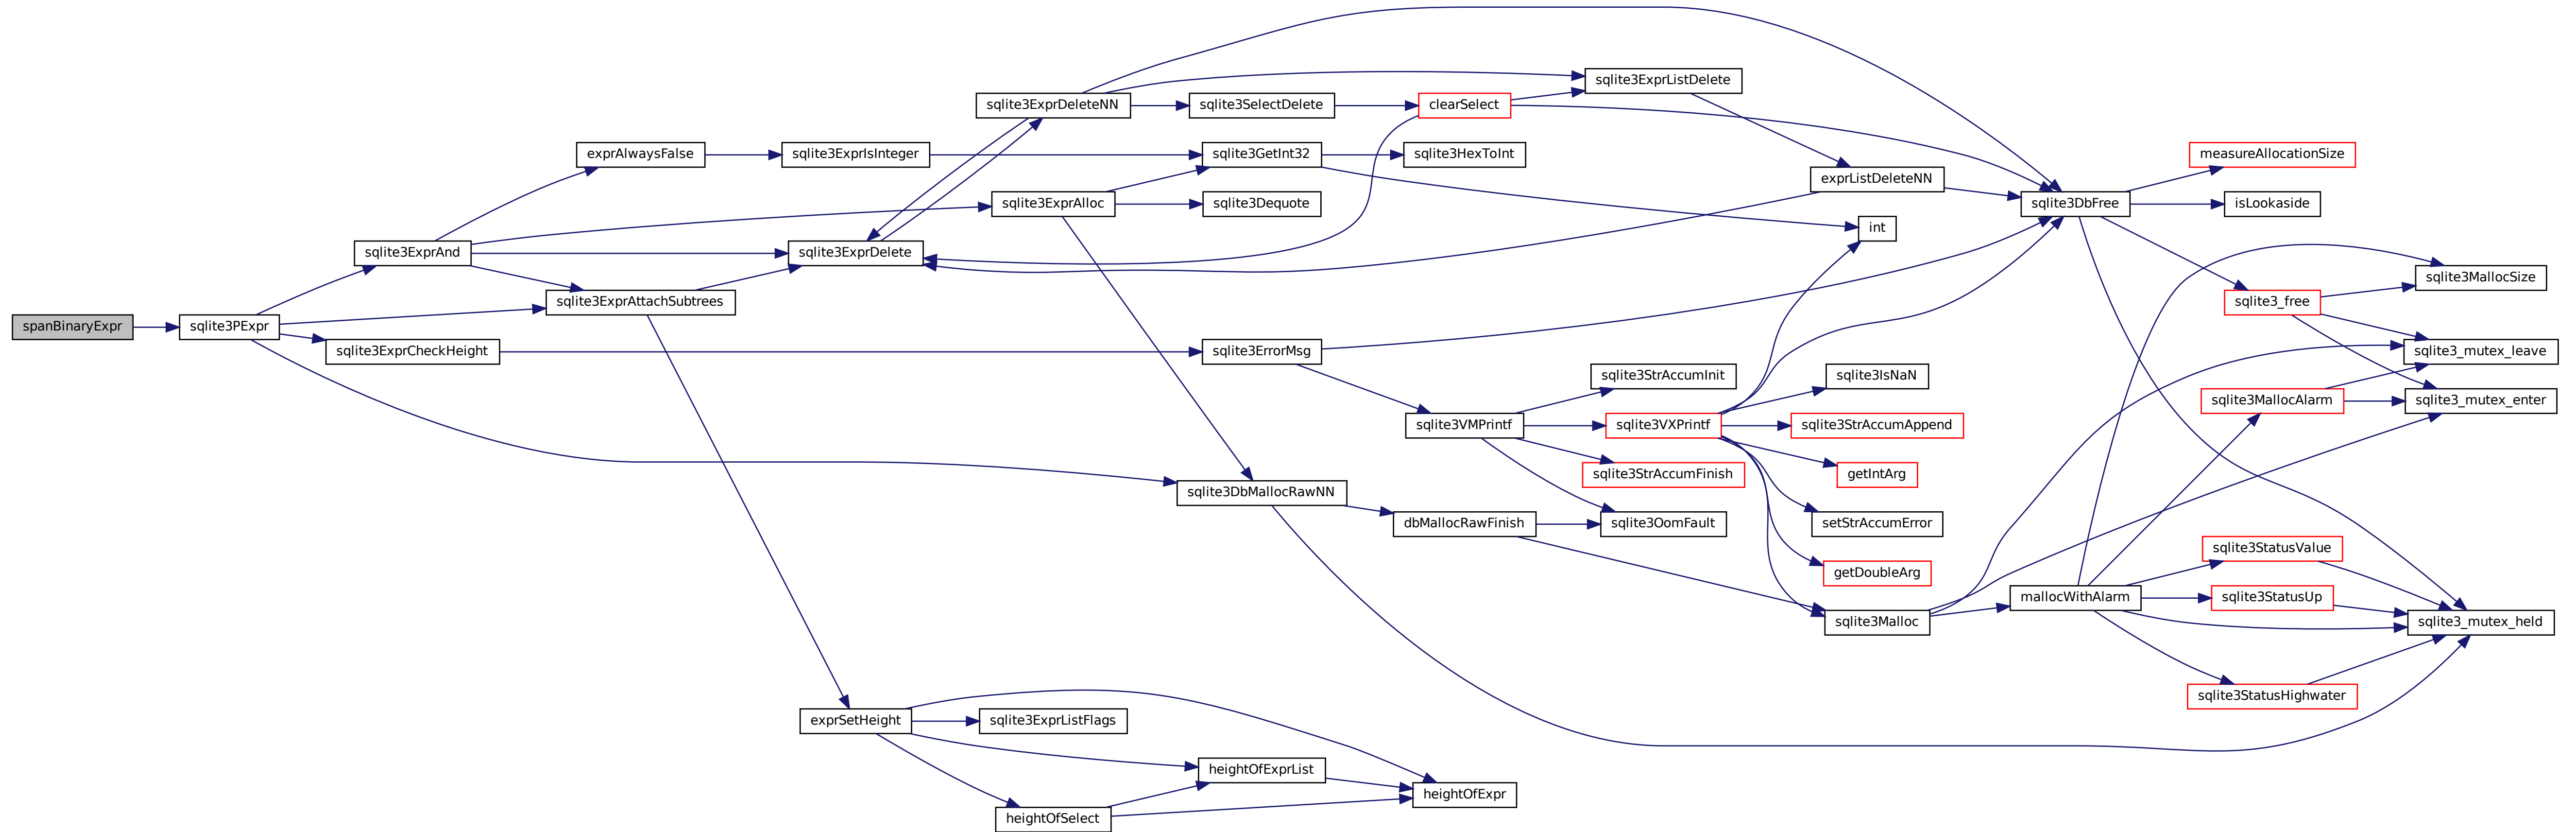 spanBinaryExpr
sqlite3PExpr
sqlite3ExprAnd
sqlite3ExprCheckHeight
exprAlwaysFalse
sqlite3ExprAttachSubtrees
sqlite3ExprIsInteger
sqlite3ExprDelete
exprSetHeight
sqlite3ExprDeleteNN
sqlite3ExprAlloc
sqlite3ExprListFlags
heightOfSelect
sqlite3SelectDelete
sqlite3GetInt32
sqlite3Dequote
sqlite3ErrorMsg
sqlite3DbMallocRawNN
heightOfExprList
clearSelect
sqlite3HexToInt
sqlite3VMPrintf
dbMallocRawFinish
heightOfExpr
sqlite3ExprListDelete
sqlite3StrAccumInit
sqlite3VXPrintf
sqlite3StrAccumFinish
sqlite3OomFault
exprListDeleteNN
int
sqlite3IsNaN
sqlite3StrAccumAppend
getIntArg
setStrAccumError
getDoubleArg
sqlite3Malloc
sqlite3DbFree
mallocWithAlarm
measureAllocationSize
isLookaside
sqlite3_free
sqlite3MallocAlarm
sqlite3StatusValue
sqlite3StatusUp
sqlite3StatusHighwater
sqlite3MallocSize
sqlite3_mutex_leave
sqlite3_mutex_enter
sqlite3_mutex_held